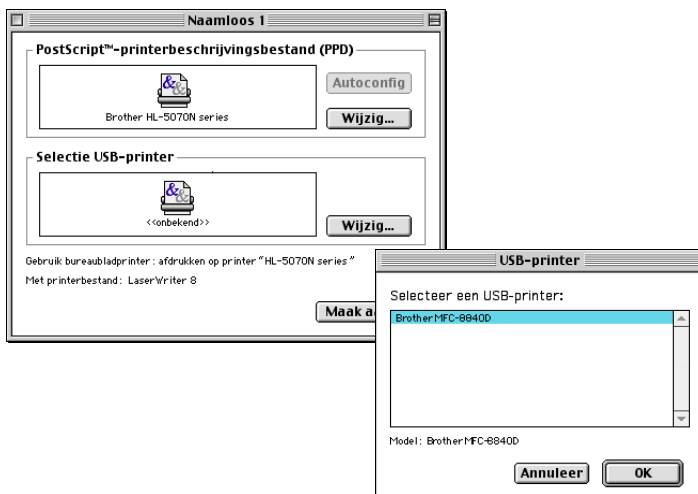 Naamloos 1
PostScript™-printerbeschrijvingsbestand (PPD)
Autoconfig
Brother HL-5070N series
Wijzig...
Selectie USB-printer
<<onbekend>>
Wijzig...
Gebruik bureaubladprinter: afdrukken op printer "HL-5070N series"
Met printerbestand: LaserWriter 8
Maak
USB-printer
Selecteer een USB-printer:
Brother MFC-8840D
Model: Brother MFC-8840D
Annuleer
OK